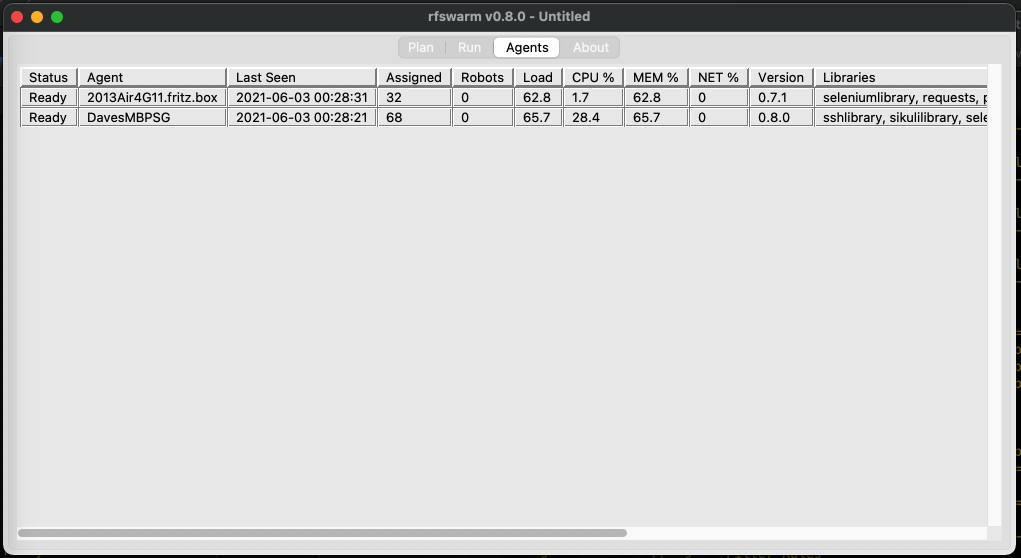 rfswarm v0.8.0 - Untitled
Plan Run Agents About
Status Agent Last Seen Assigned Robots Load CPU % MEM % NET % Version Libraries
Ready 2013Air4G11.fritz.box 2021-06-03 00:28:31 32 0 62.8 1.7 62.8 0 0.7.1 seleniumlibrary, requests,
Ready DavesMBPSG 2021-06-03 00:28:21 68 0 65.7 28.4 65.7 0 0.8.0 sshlibrary, sikulilibrary, sele